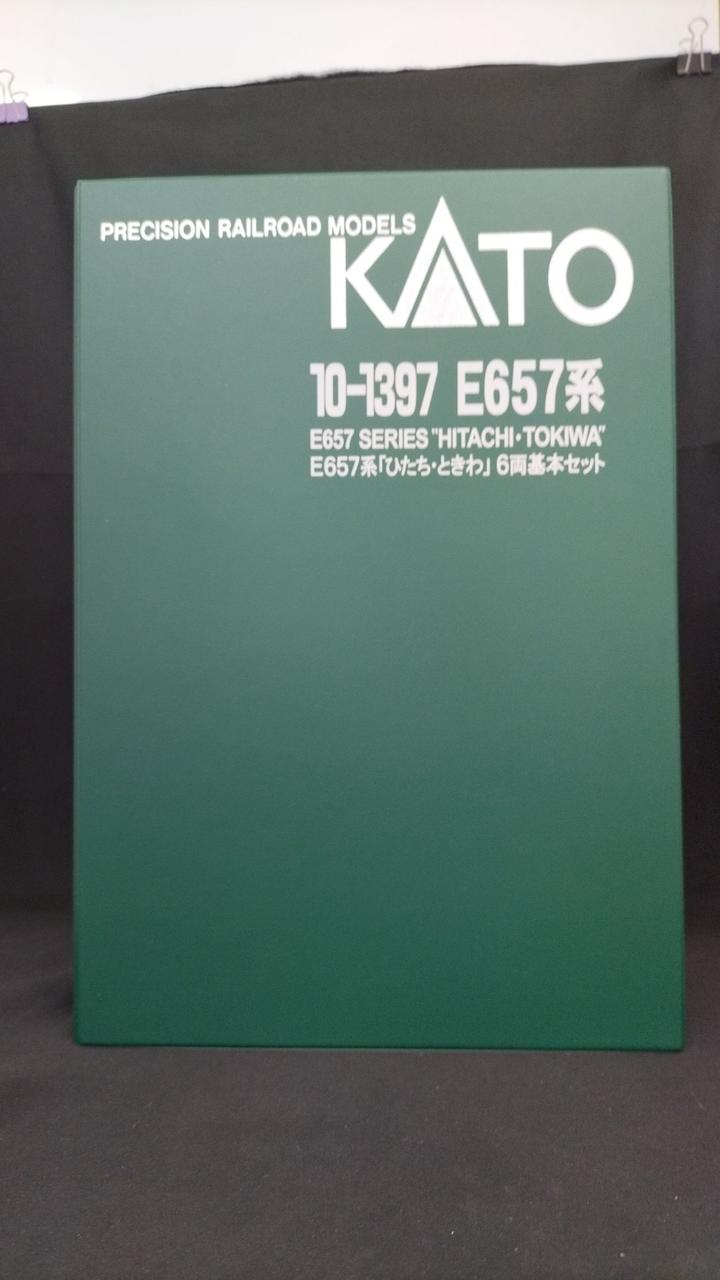 PRECISION RAILROAD MODELS
KATO
10-1397 E657系
E657 SERIES "HITACHI・TOKIWA"
E657系「ひたち・ときわ」 6両基本セット